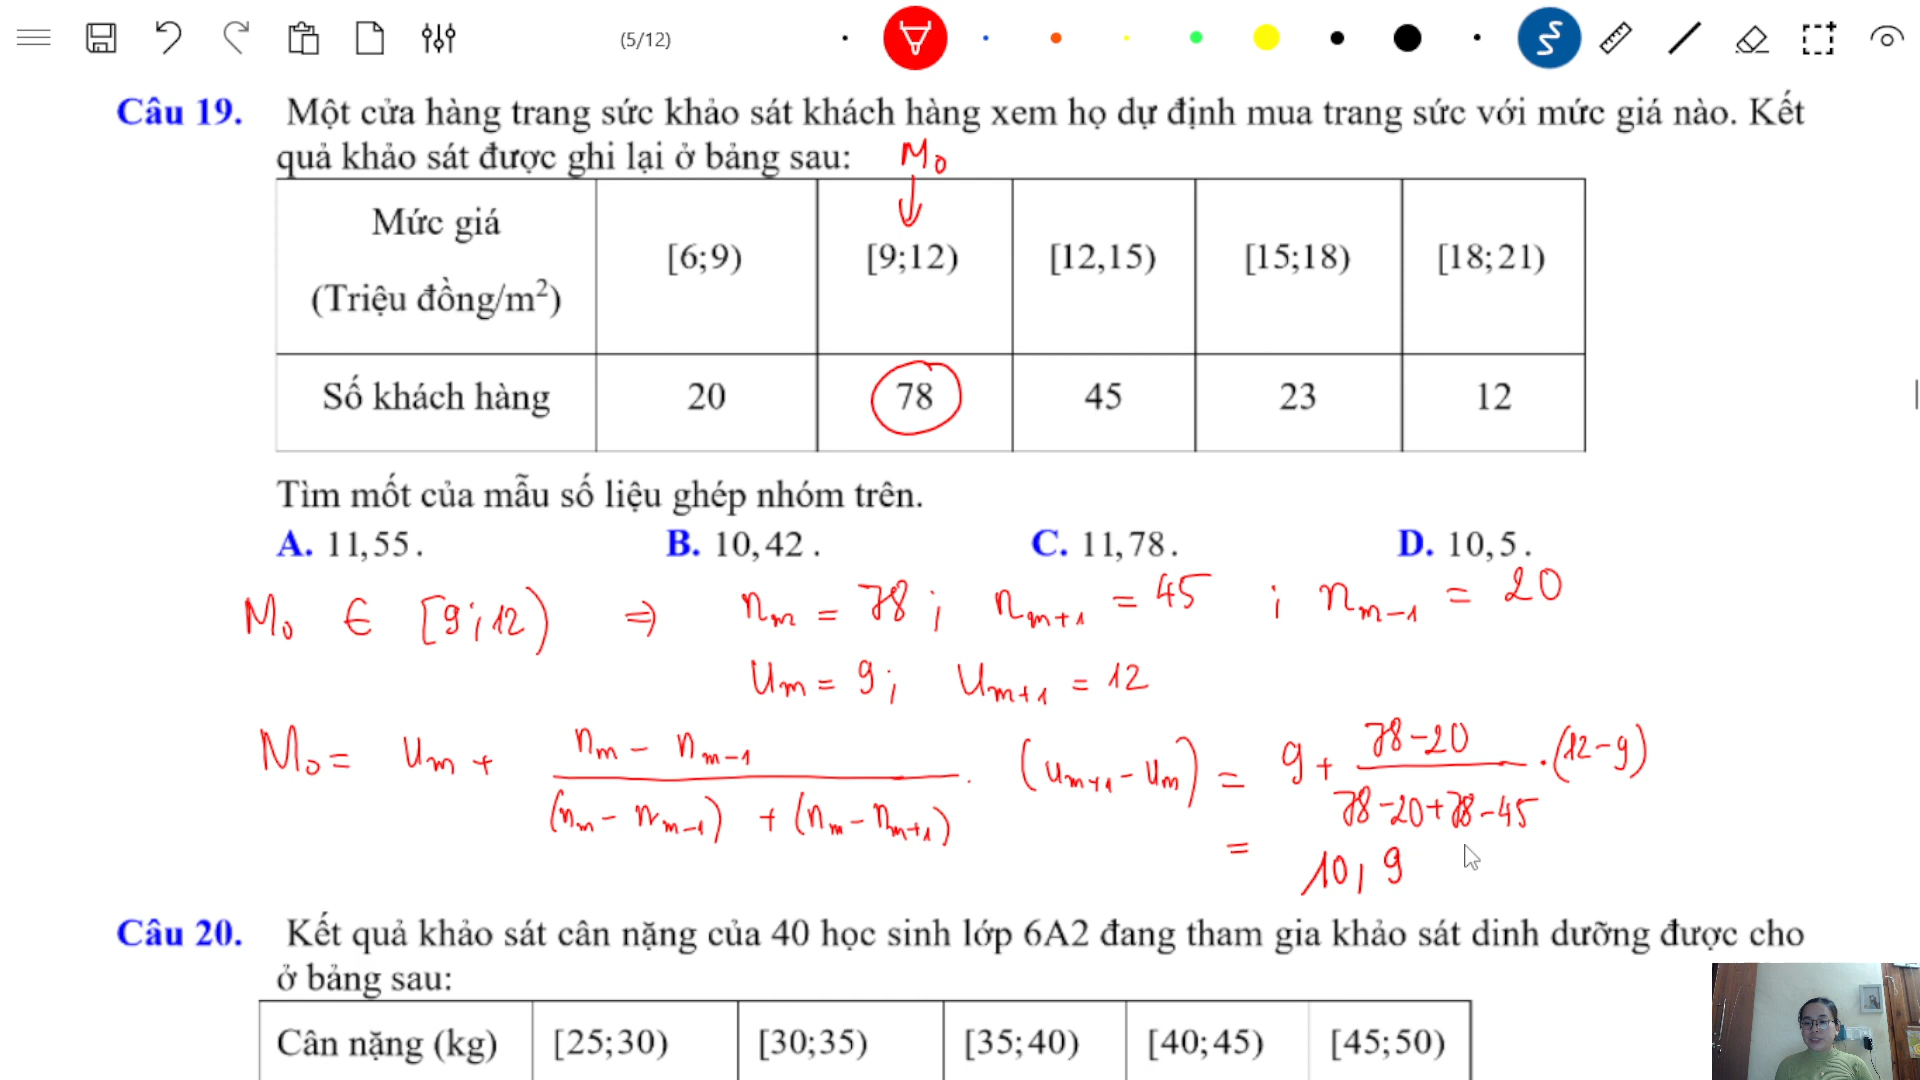 (5/12)
Câu 19. Một cửa hàng trang sức khảo sát khách hàng xem họ dự định mua trang sức với mức giá nào. Kết
quả khảo sát được ghi lại ở bảng sau: M₀
Mức giá
(Triệu đồng/m²) [6;9) [9;12) [12,15) [15;18) [18;21)
Số khách hàng 20 78 45 23 12
Tìm mốt của mẫu số liệu ghép nhóm trên.
A. 11,55. B. 10,42. C. 11,78. D. 10,5.
M₀ ∈ [9;12) ⇒ nₘ = 78; nₘ₊₁ = 45 ; nₘ₋₁ = 20
uₘ = 9; uₘ₊₁ = 12
M₀ = uₘ + (nₘ − nₘ₋₁) / ((nₘ − nₘ₋₁) + (nₘ − nₘ₊₁)) . (uₘ₊₁ − uₘ) = 9 + (78−20) / (78−20+78−45) . (12−9)
= 10,9
Câu 20. Kết quả khảo sát cân nặng của 40 học sinh lớp 6A2 đang tham gia khảo sát dinh dưỡng được cho
ở bảng sau:
Cân nặng (kg) [25;30) [30;35) [35;40) [40;45) [45;50)